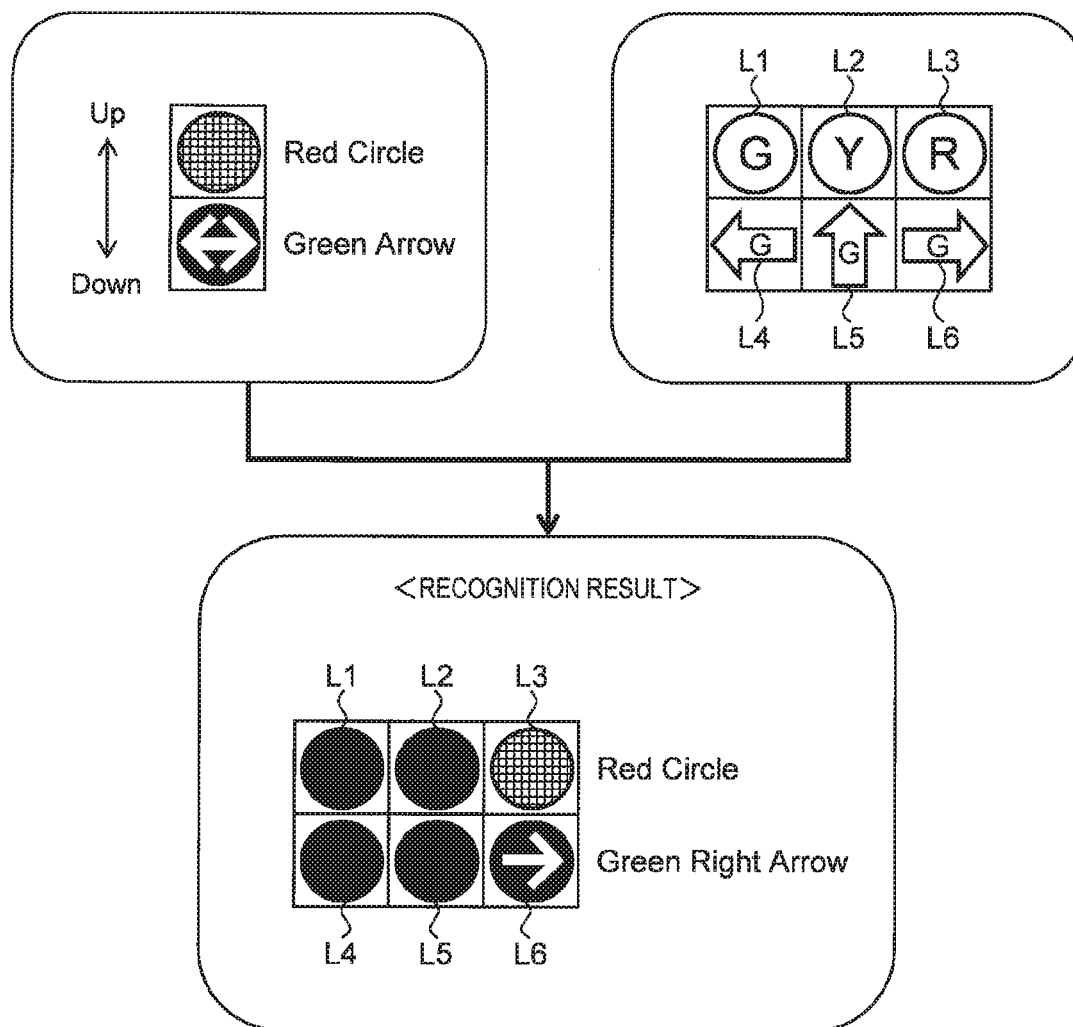 Up
Red Circle
Green Arrow
Down
L1 L2 L3
G Y R
G G G
L4 L5 L6
<RECOGNITION RESULT>
L1 L2 L3
Red Circle
Green Right Arrow
L4 L5 L6